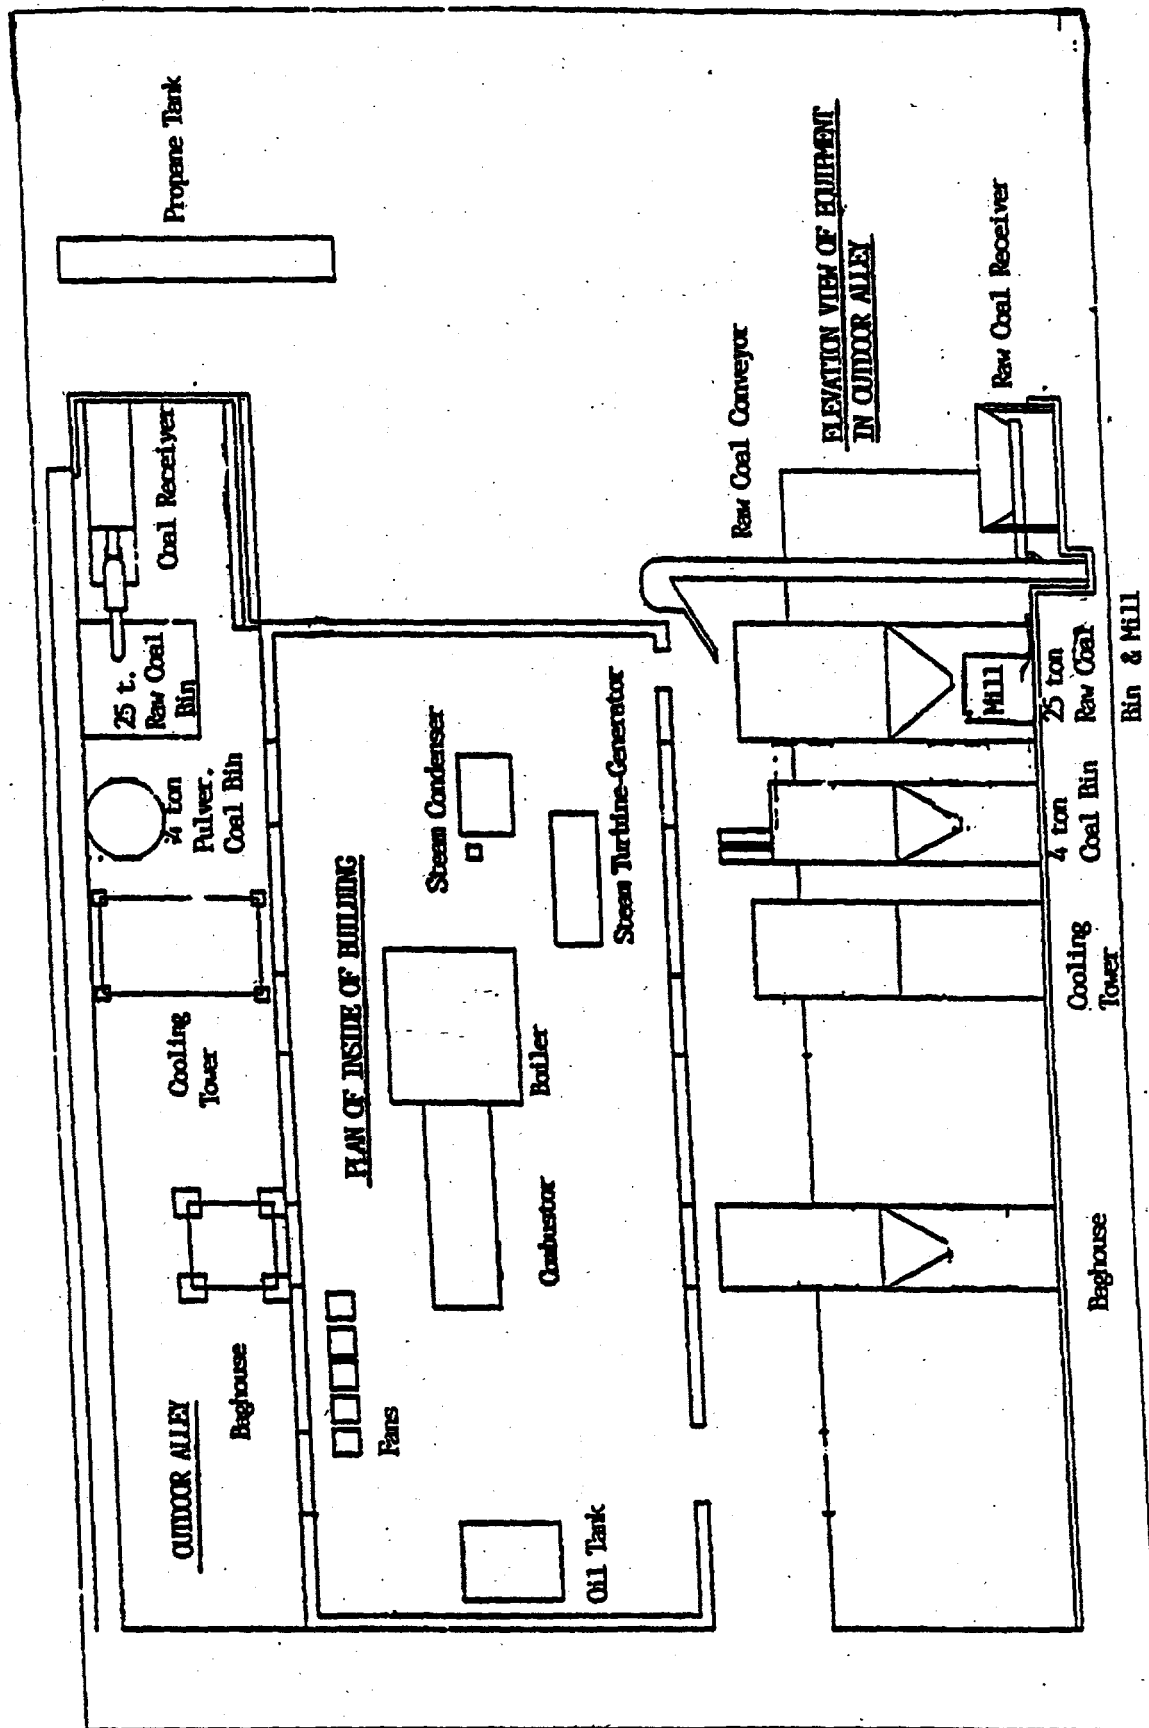 OUTDOOR ALLEY
Baghouse
Cooling
Tower
4 ton
Pulver.
Coal Bin
25 t.
Raw Coal
Bin
Coal Receiver
Propane Tank
PLAN OF INSIDE OF BUILDING
Fans
Oil Tank
Combustor
Boiler
Steam Condenser
Steam Turbine-Generator
ELEVATION VIEW OF EQUIPMENT
IN OUTDOOR ALLEY
Raw Coal Conveyor
Raw Coal Receiver
Mill
Baghouse
Cooling
Tower
4 ton
Coal Bin
25 ton
Raw Coal
Bin & Mill